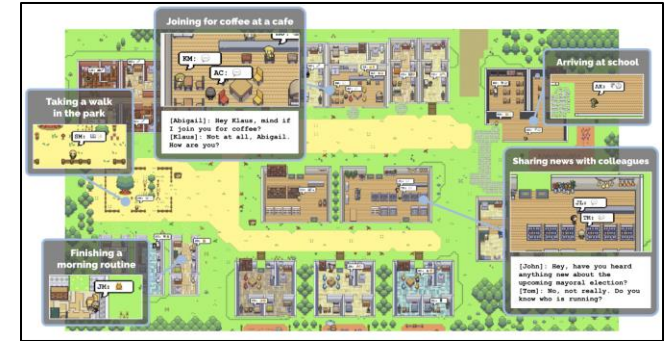 Joining for coffee at a cafe
KM:
AC:
[Abigail]: Hey Klaus, mind if
I join you for coffee?
[Klaus]: Not at all, Abigail.
How are you?
Taking a walk
in the park
Arriving at school
Sharing news with colleagues
JL:
TM:
[John]: Hey, have you heard
anything new about the
upcoming mayoral election?
[Tom]: No, not really. Do you
know who is running?
Finishing a
morning routine
JM: